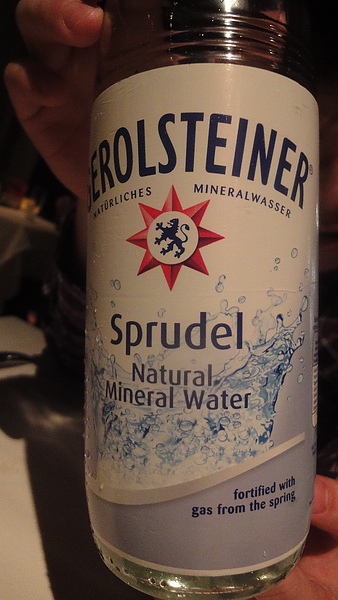 GEROLSTEINER®
NATÜRLICHES MINERALWASSER
Sprudel
Natural
Mineral Water
fortified with
gas from the spring